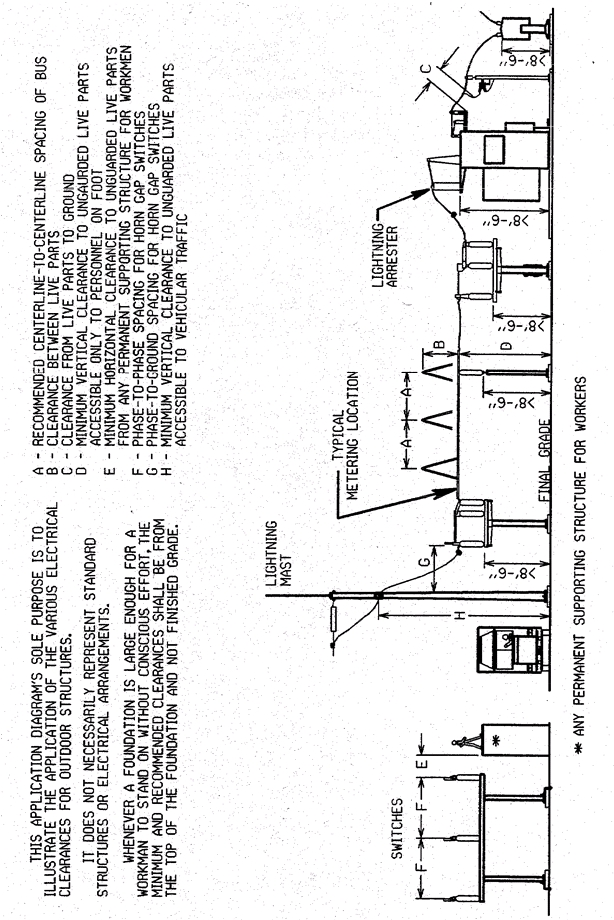 THIS APPLICATION DIAGRAM'S SOLE PURPOSE IS TO
ILLUSTRATE THE APPLICATION OF THE VARIOUS ELECTRICAL
CLEARANCES FOR OUTDOOR STRUCTURES.
IT DOES NOT NECESSARILY REPRESENT STANDARD
STRUCTURES OR ELECTRICAL ARRANGEMENTS.
WHENEVER A FOUNDATION IS LARGE ENOUGH FOR A
WORKMAN TO STAND ON WITHOUT CONSCIOUS EFFORT, THE
MINIMUM AND RECOMMENDED CLEARANCES SHALL BE FROM
THE TOP OF THE FOUNDATION AND NOT FINISHED GRADE.
A - RECOMMENDED CENTERLINE-TO-CENTERLINE SPACING OF BUS
B - CLEARANCE BETWEEN LIVE PARTS
C - CLEARANCE FROM LIVE PARTS TO GROUND
D - MINIMUM VERTICAL CLEARANCE TO UNGAURDED LIVE PARTS
ACCESSIBLE ONLY TO PERSONNEL ON FOOT
E - MINIMUM HORIZONTAL CLEARANCE TO UNGUARDED LIVE PARTS
FROM ANY PERMANENT SUPPORTING STRUCTURE FOR WORKMEN
F - PHASE-TO-PHASE SPACING FOR HORN GAP SWITCHES
G - PHASE-TO-GROUND SPACING FOR HORN GAP SWITCHES
H - MINIMUM VERTICAL CLEARANCE TO UNGUARDED LIVE PARTS
ACCESSIBLE TO VEHICULAR TRAFFIC
SWITCHES
F
F
E
*
LIGHTNING
MAST
H
G
>8'-6"
TYPICAL
METERING LOCATION
A
A
B
D
>8'-6"
FINAL GRADE
LIGHTNING
ARRESTER
>8'-6"
>8'-6"
C
>8'-6"
* ANY PERMANENT SUPPORTING STRUCTURE FOR WORKERS